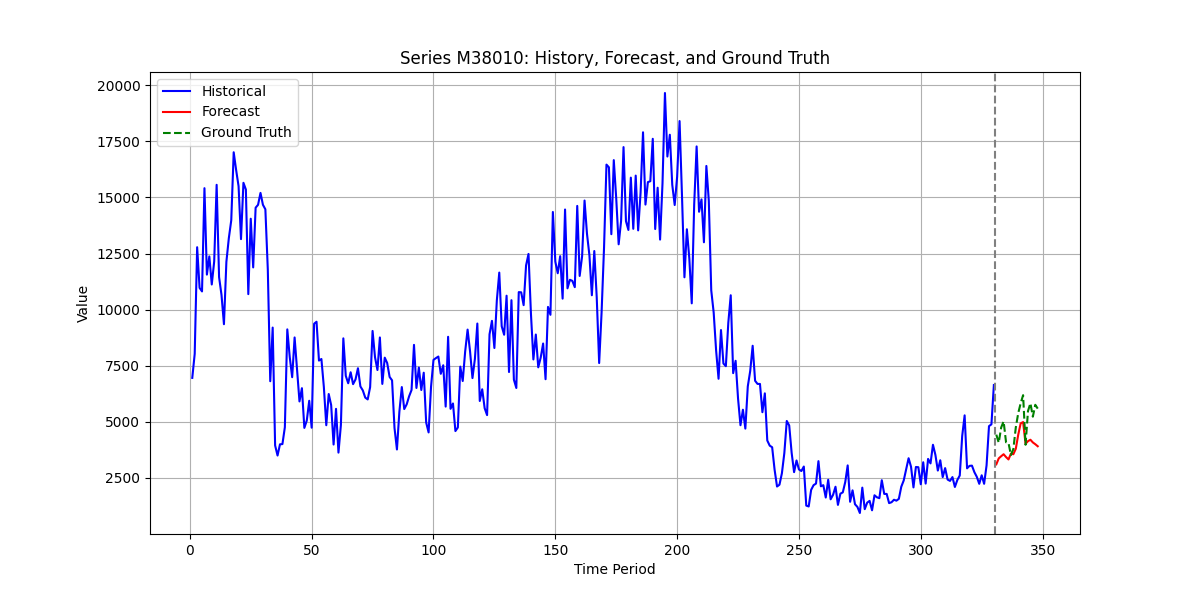 Series M38010: History, Forecast, and Ground Truth
Historical
Forecast
Ground Truth
20000
17500
15000
12500
10000
7500
5000
2500
Value
0 50 100 150 200 250 300 350
Time Period